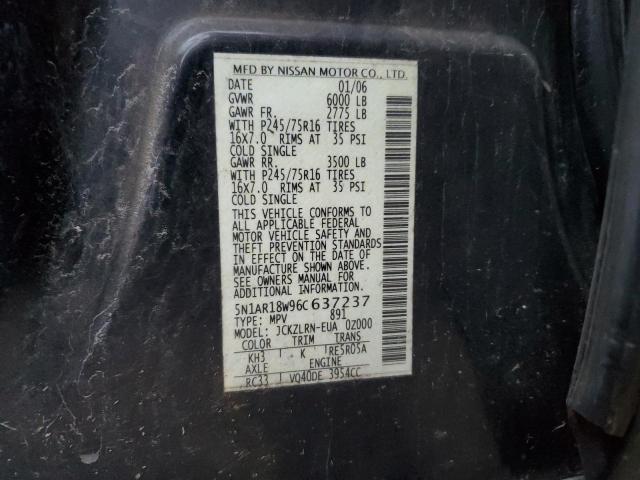 MFD BY NISSAN MOTOR CO., LTD.
DATE 01/06
GVWR 6000 LB
GAWR FR. 2775 LB
WITH P245/75R16 TIRES
16X7.0 RIMS AT 35 PSI
COLD SINGLE
GAWR RR. 3500 LB
WITH P245/75R16 TIRES
16X7.0 RIMS AT 35 PSI
COLD SINGLE
THIS VEHICLE CONFORMS TO
ALL APPLICABLE FEDERAL
MOTOR VEHICLE SAFETY AND
THEFT PREVENTION STANDARDS
IN EFFECT ON THE DATE OF
MANUFACTURE SHOWN ABOVE.
SEE OWNERS MANUAL FOR
ADDITIONAL INFORMATION
5N1AR18W96C637237
TYPE: MPV 891
MODEL: JCKZLRN-EUA 0Z000
COLOR TRIM TRANS
KH3 K RE5R05A
AXLE ENGINE
RC33 VQ40DE 3954CC